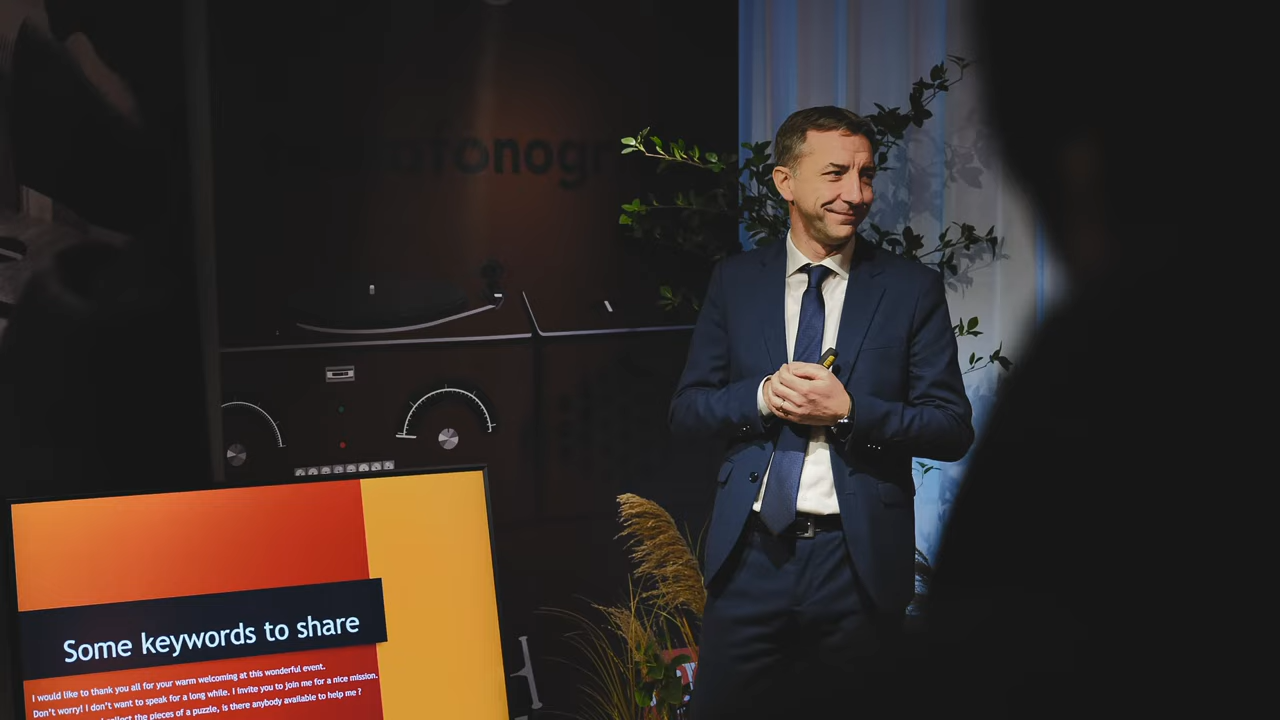 ofonogr
Some keywords to share
I would like to thank you all for your warm welcoming at this wonderful event.
Don't worry! I don't want to speak for a long while. I invite you to join me for a nice mission.
collect the pieces of a puzzle, is there anybody available to help me ?